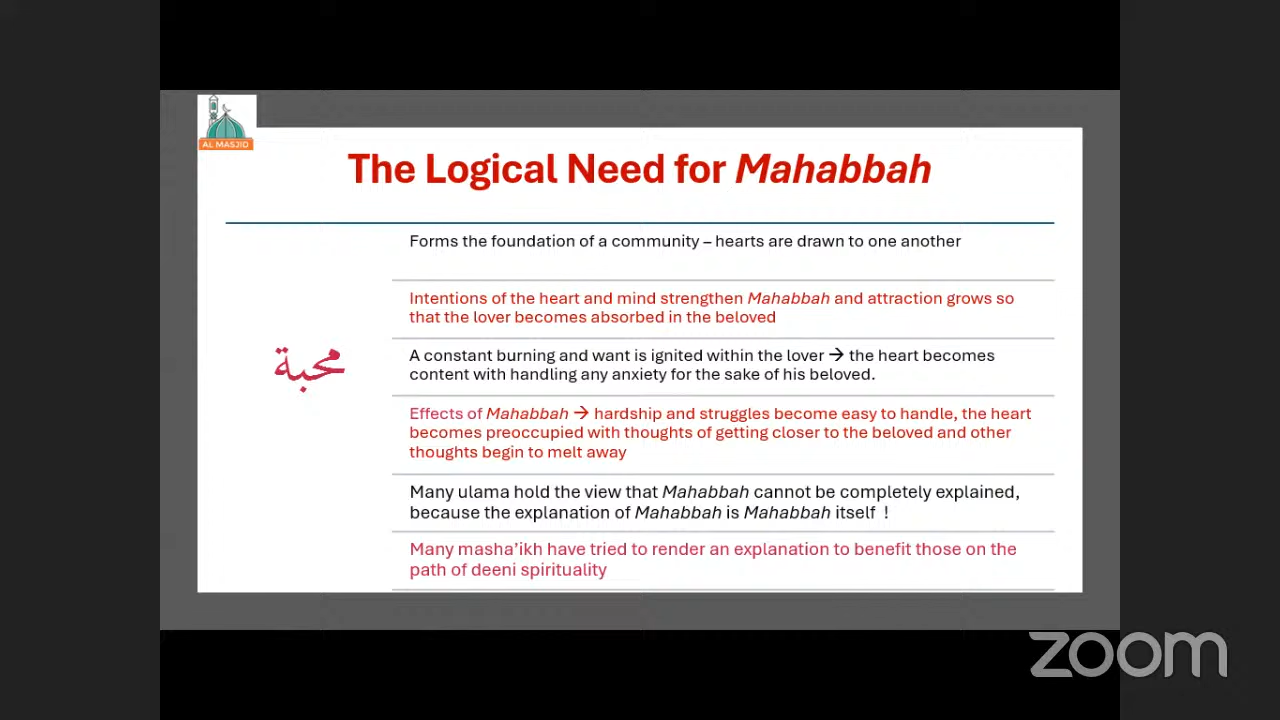 AL MASJID
The Logical Need for Mahabbah
Forms the foundation of a community – hearts are drawn to one another
Intentions of the heart and mind strengthen Mahabbah and attraction grows so
that the lover becomes absorbed in the beloved
محبة
A constant burning and want is ignited within the lover → the heart becomes
content with handling any anxiety for the sake of his beloved.
Effects of Mahabbah → hardship and struggles become easy to handle, the heart
becomes preoccupied with thoughts of getting closer to the beloved and other
thoughts begin to melt away
Many ulama hold the view that Mahabbah cannot be completely explained,
because the explanation of Mahabbah is Mahabbah itself !
Many masha’ikh have tried to render an explanation to benefit those on the
path of deeni spirituality
zoom